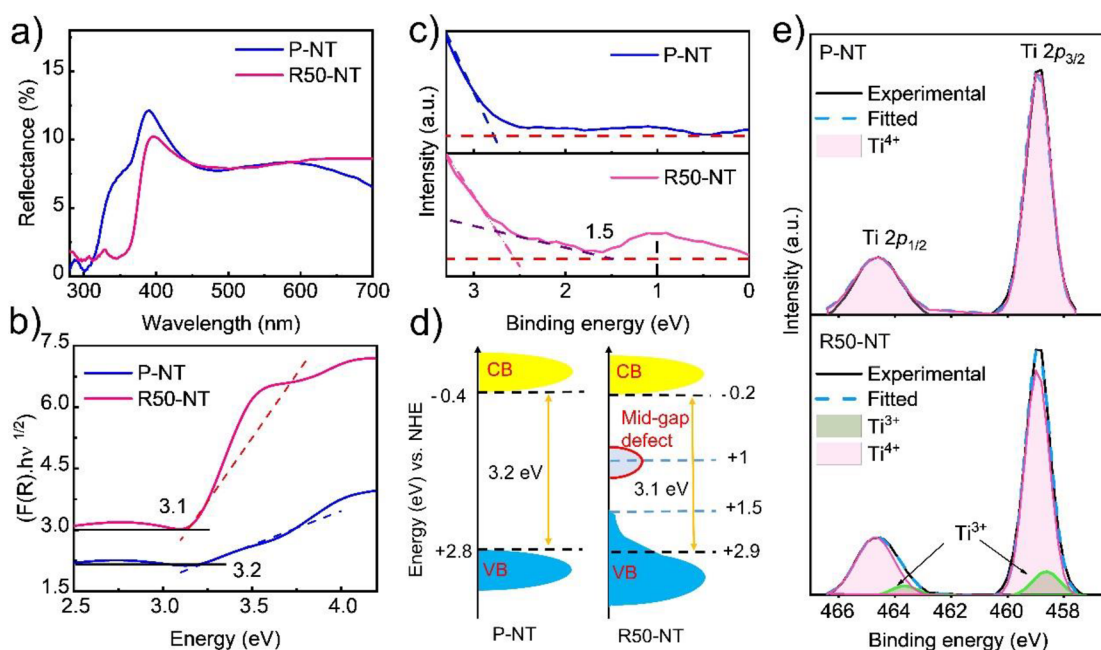 a)
P-NT
R50-NT
Reflectance (%)
15
10
5
0
300 400 500 600 700
Wavelength (nm)
b)
P-NT
R50-NT
(F(R).hv ^1/2)
7.5
6.0
4.5
3.0
1.5
3.1
3.2
2.5 3.0 3.5 4.0
Energy (eV)
c)
P-NT
R50-NT
1.5
Intensity (a.u.)
3 2 1 0
Binding energy (eV)
d)
Energy (eV) vs. NHE
CB
-0.4
3.2 eV
+2.8
VB
P-NT
CB
-0.2
Mid-gap
defect
+1
3.1 eV
+1.5
+2.9
VB
R50-NT
e)
P-NT
Ti 2p3/2
Experimental
Fitted
Ti4+
Ti 2p1/2
Intensity (a.u.)
R50-NT
Experimental
Fitted
Ti3+
Ti4+
Ti3+
466 464 462 460 458
Binding energy (eV)